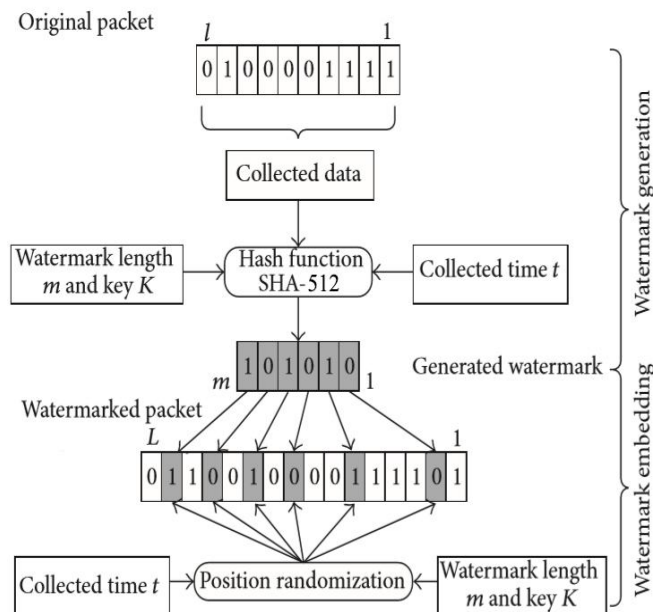 Original packet
l 1
0 1 0 0 0 0 1 1 1 1
Collected data
Watermark length
m and key K
Hash function
SHA-512
Collected time t
Watermark generation
1 0 1 0 1 0
m 1
Generated watermark
Watermarked packet
L 1
0 1 1 0 0 1 0 0 0 0 1 1 1 1 0 1
Collected time t
Position randomization
Watermark length
m and key K
Watermark embedding